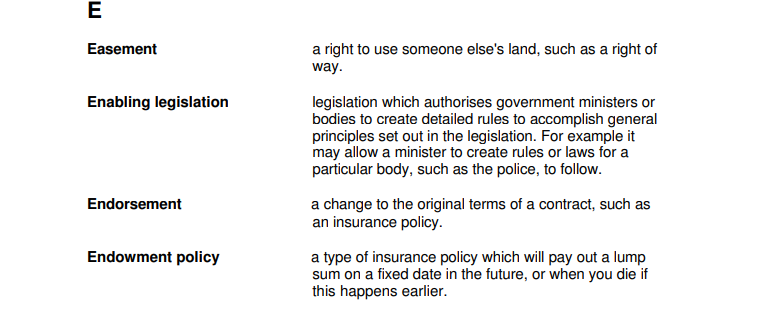 E
Easement a right to use someone else's land, such as a right of
way.
Enabling legislation legislation which authorises government ministers or
bodies to create detailed rules to accomplish general
principles set out in the legislation. For example it
may allow a minister to create rules or laws for a
particular body, such as the police, to follow.
Endorsement a change to the original terms of a contract, such as
an insurance policy.
Endowment policy a type of insurance policy which will pay out a lump
sum on a fixed date in the future, or when you die if
this happens earlier.